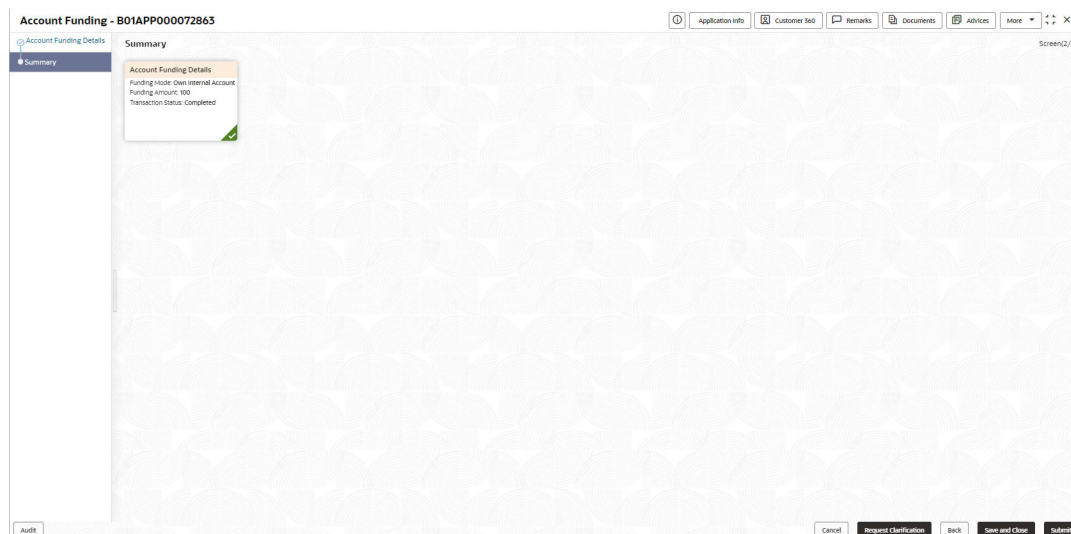 Account Funding - B01APP000072863
Application Info
Customer 360
Remarks
Documents
Advices
More
Account Funding Details
Summary
Summary
Screen(2/
Account Funding Details
Funding Mode: Own Internal Account
Funding Amount: 100
Transaction Status: Completed
Audit
Cancel
Request Clarification
Back
Save and Close
Submit